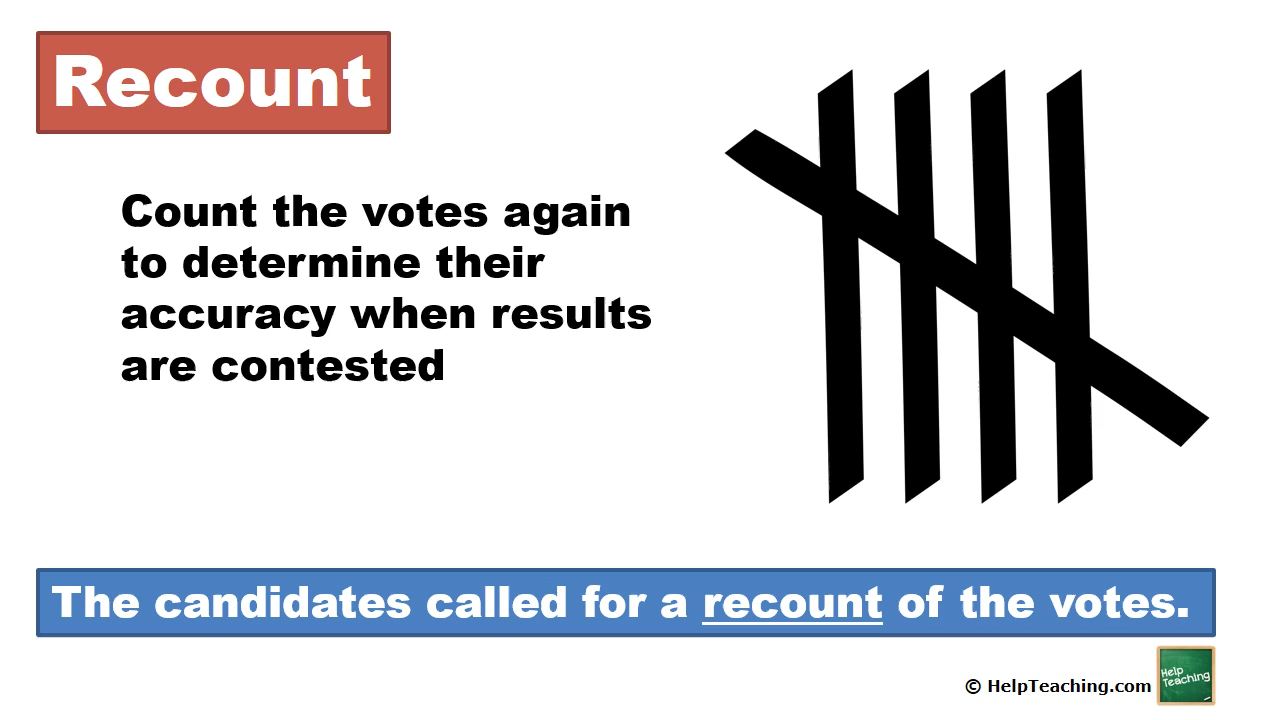 Recount
Count the votes again
to determine their
accuracy when results
are contested
The candidates called for a recount of the votes.
© HelpTeaching.com
Help
Teaching